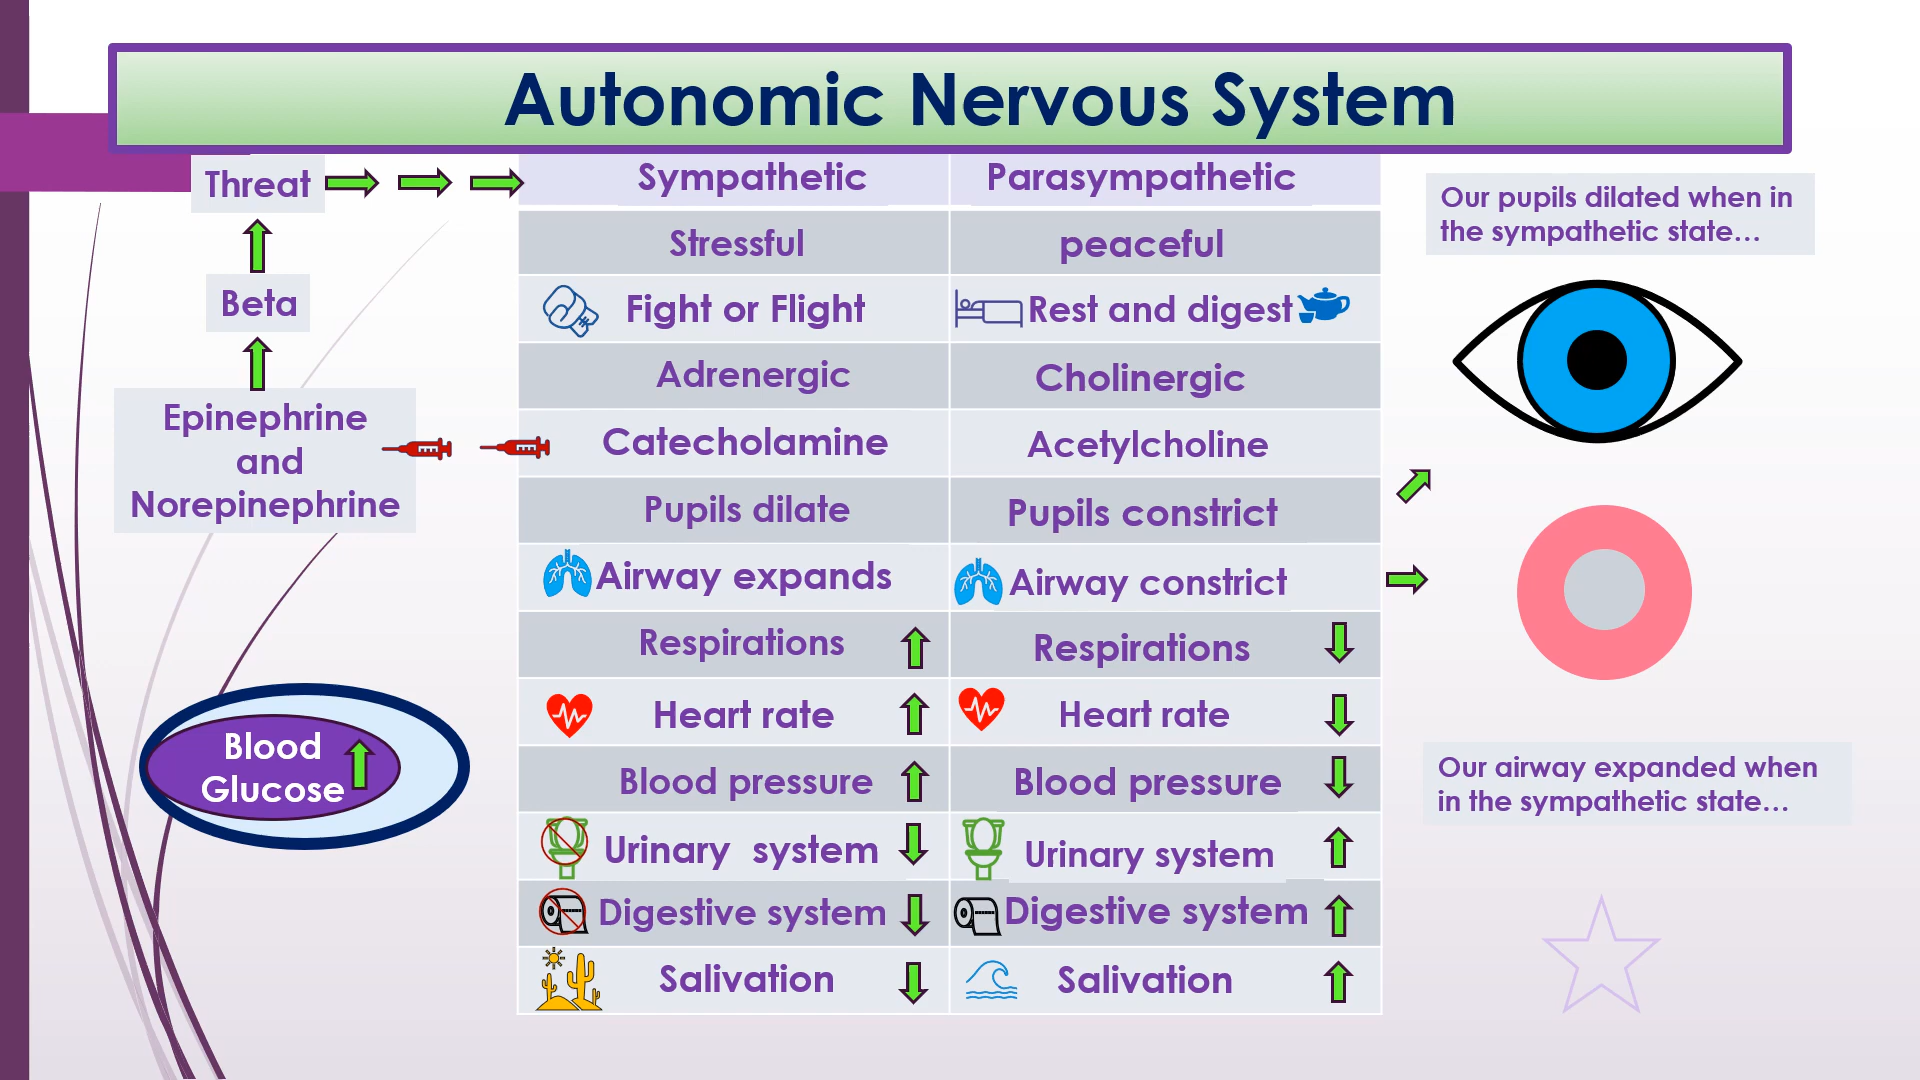 Autonomic Nervous System
Threat
Beta
Epinephrine
and
Norepinephrine
Blood
Glucose
Sympathetic Parasympathetic
Stressful peaceful
Fight or Flight Rest and digest
Adrenergic Cholinergic
Catecholamine Acetylcholine
Pupils dilate Pupils constrict
Airway expands Airway constrict
Respirations Respirations
Heart rate Heart rate
Blood pressure Blood pressure
Urinary system Urinary system
Digestive system Digestive system
Salivation Salivation
Our pupils dilated when in
the sympathetic state...
Our airway expanded when
in the sympathetic state...